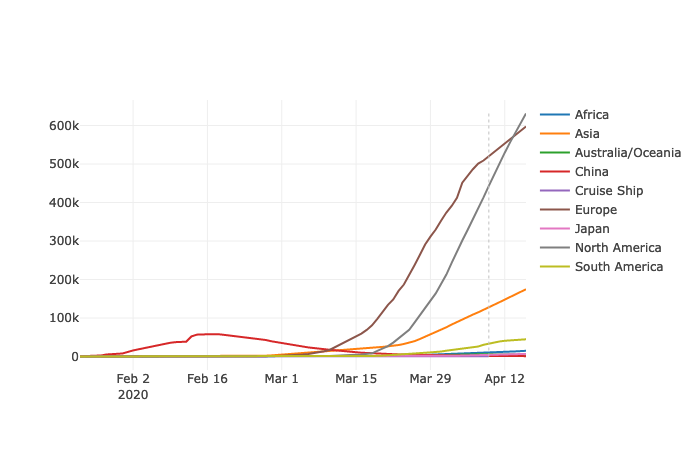 600k
500k
400k
300k
200k
100k
0
Feb 2
2020
Feb 16
Mar 1
Mar 15
Mar 29
Apr 12
Africa
Asia
Australia/Oceania
China
Cruise Ship
Europe
Japan
North America
South America